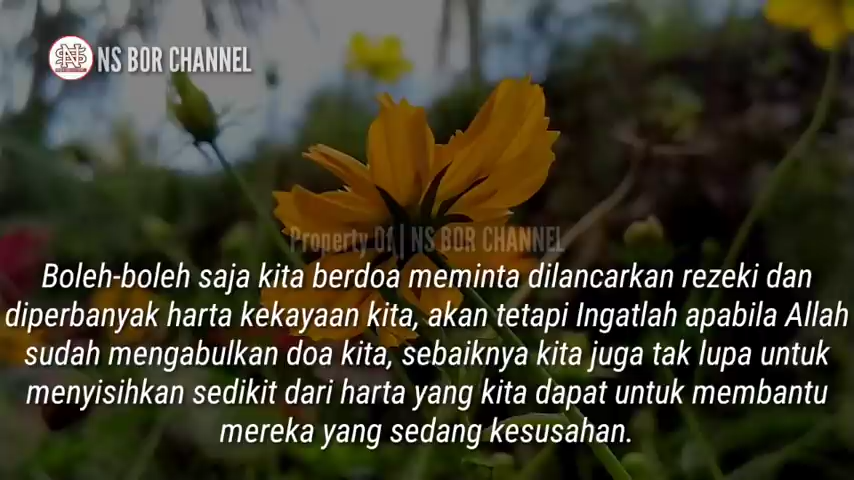 NS BOR CHANNEL
Property Of | NS BOR CHANNEL
Boleh-boleh saja kita berdoa meminta dilancarkan rezeki dan
diperbanyak harta kekayaan kita, akan tetapi Ingatlah apabila Allah
sudah mengabulkan doa kita, sebaiknya kita juga tak lupa untuk
menyisihkan sedikit dari harta yang kita dapat untuk membantu
mereka yang sedang kesusahan.